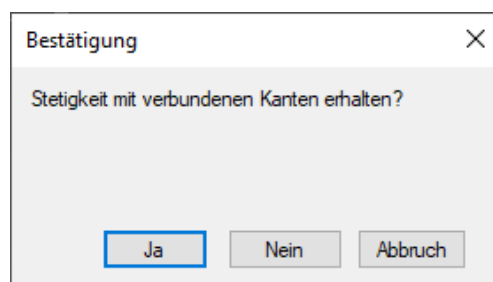 Bestätigung
Stetigkeit mit verbundenen Kanten erhalten?
Ja Nein Abbruch